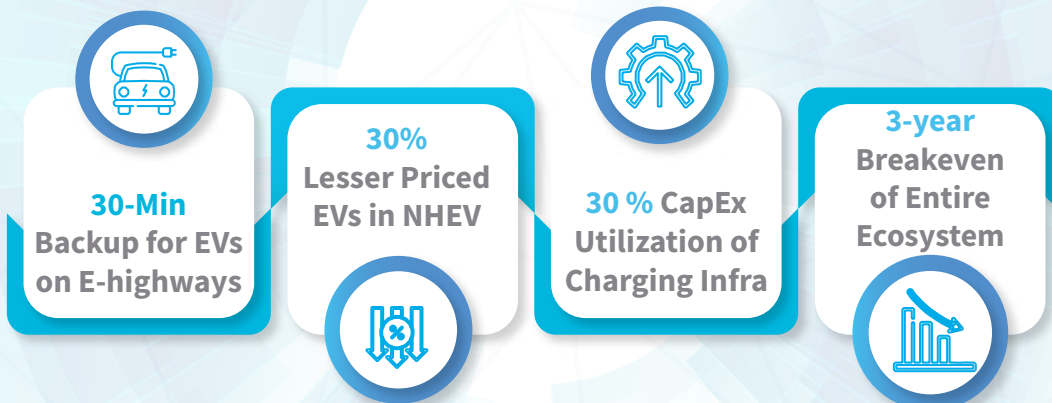 30-Min
Backup for EVs
on E-highways
30%
Lesser Priced
EVs in NHEV
%
30 % CapEx
Utilization of
Charging Infra
3-year
Breakeven
of Entire
Ecosystem